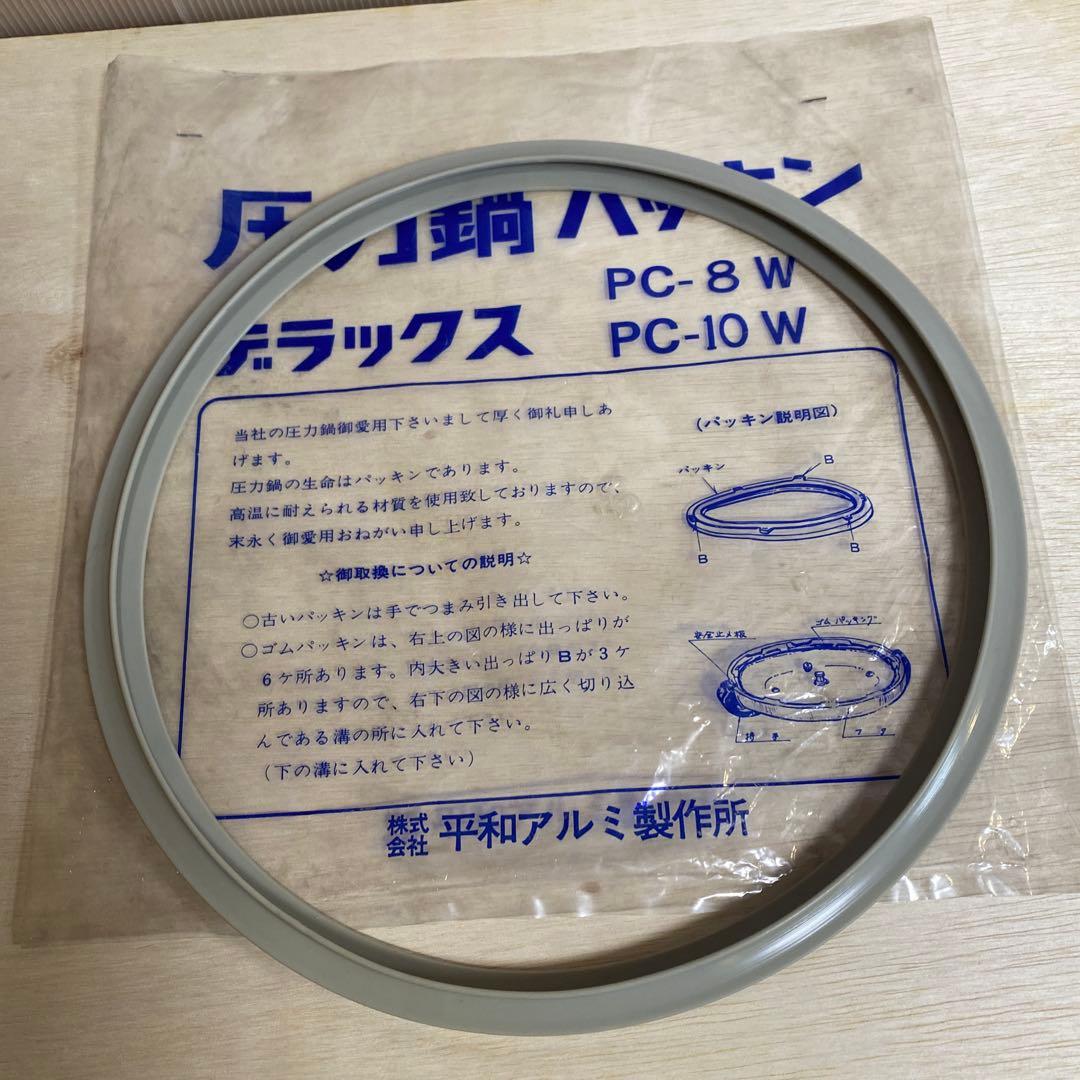 圧力鍋パッキン
デラックス
PC-8W
PC-10W
当社の圧力鍋御愛用下さいまして厚く御礼申しあ
げます。
圧力鍋の生命はパッキンであります。
高温に耐えられる材質を使用致しておりますので、
末永く御愛用おねがい申し上げます。
☆御取換についての説明☆
○古いパッキンは手でつまみ引き出して下さい。
○ゴムパッキンは、右上の図の様に出っぱりが
6ケ所あります。内大きい出っぱりBが3ケ
所ありますので、右下の図の様に広く切り込
んである溝の所に入れて下さい。
(下の溝に入れて下さい)
(パッキン説明図)
パッキン
B
B
B
安全止メ板
ゴムパッキング
持手
フタ
株式会社 平和アルミ製作所